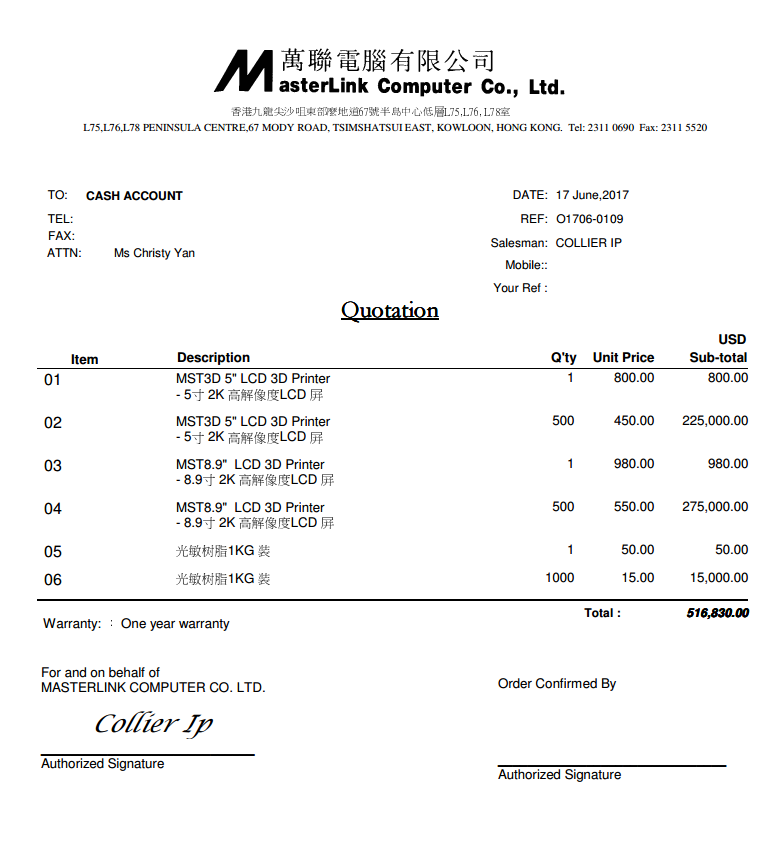 萬聯電腦有限公司
MasterLink Computer Co., Ltd.
香港九龍尖沙咀東部麼地道67號半島中心低層L75,L76, L78室
L75,L76,L78 PENINSULA CENTRE,67 MODY ROAD, TSIMSHATSUI EAST, KOWLOON, HONG KONG. Tel: 2311 0690 Fax: 2311 5520
TO: CASH ACCOUNT DATE: 17 June,2017
TEL: REF: O1706-0109
FAX: Salesman: COLLIER IP
ATTN: Ms Christy Yan
Mobile::
Your Ref :
Quotation
USD
Item Description Q'ty Unit Price Sub-total
01 MST3D 5" LCD 3D Printer 1 800.00 800.00
- 5寸 2K 高解像度LCD 屏
02 MST3D 5" LCD 3D Printer 500 450.00 225,000.00
- 5寸 2K 高解像度LCD 屏
03 MST8.9" LCD 3D Printer 1 980.00 980.00
- 8.9寸 2K 高解像度LCD 屏
04 MST8.9" LCD 3D Printer 500 550.00 275,000.00
- 8.9寸 2K 高解像度LCD 屏
05 光敏树脂1KG 裝 1 50.00 50.00
06 光敏树脂1KG 裝 1000 15.00 15,000.00
Total : 516,830.00
Warranty: : One year warranty
For and on behalf of
MASTERLINK COMPUTER CO. LTD.
Order Confirmed By
Collier Ip
Authorized Signature
Authorized Signature